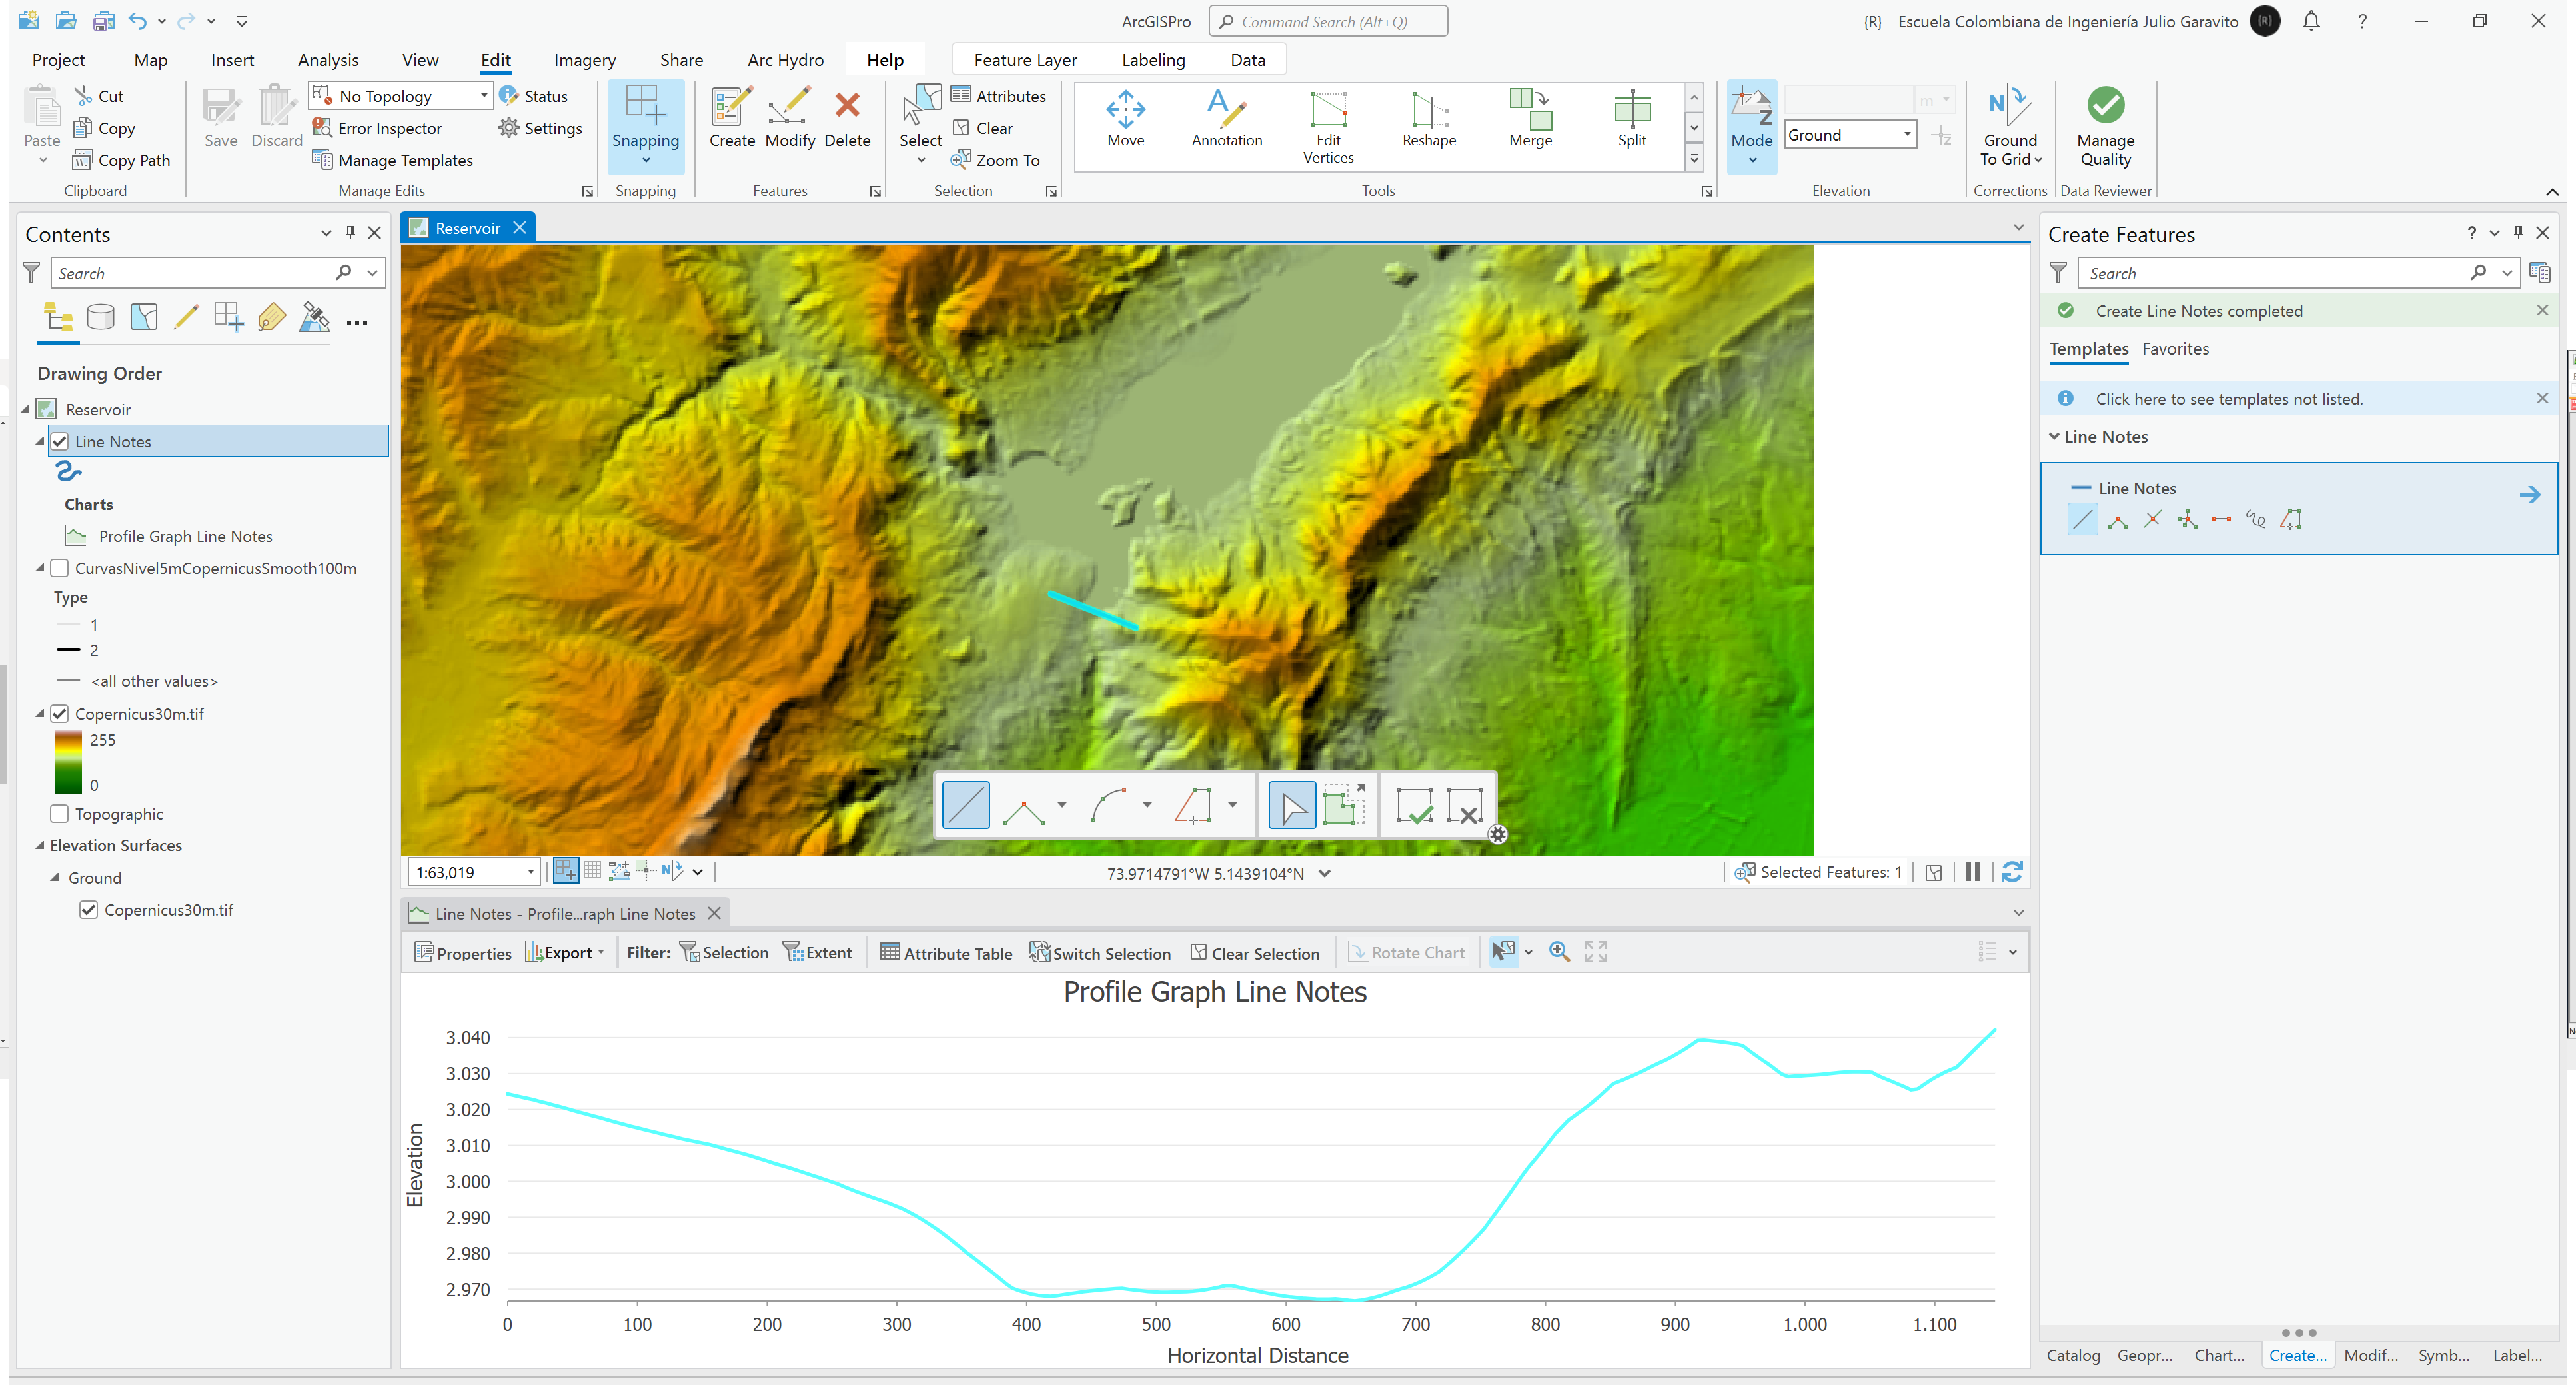 ArcGISPro
Command Search (Alt+Q)
{R} - Escuela Colombiana de Ingeniería Julio Garavito
{R}
?
Project
Map
Insert
Analysis
View
Edit
Imagery
Share
Arc Hydro
Help
Feature Layer
Labeling
Data
Paste
Cut
Copy
Copy Path
Clipboard
Save
Discard
No Topology
Error Inspector
Manage Templates
Status
Settings
Manage Edits
Snapping
Snapping
Create
Modify
Delete
Features
Select
Attributes
Clear
Zoom To
Selection
Move
Annotation
Edit
Vertices
Reshape
Merge
Split
Tools
Mode
m
Ground
Elevation
Ground
To Grid
Corrections
Manage
Quality
Data Reviewer
Contents
Search
Drawing Order
Reservoir
Line Notes
Charts
Profile Graph Line Notes
CurvasNivel5mCopernicusSmooth100m
Type
1
2
<all other values>
Copernicus30m.tif
255
0
Topographic
Elevation Surfaces
Ground
Copernicus30m.tif
Reservoir
1:63,019
73.9714791°W 5.1439104°N
Selected Features: 1
Line Notes - Profile...raph Line Notes
Properties
Export
Filter:
Selection
Extent
Attribute Table
Switch Selection
Clear Selection
Rotate Chart
Profile Graph Line Notes
3.040
3.030
3.020
3.010
3.000
2.990
2.980
2.970
Elevation
0 100 200 300 400 500 600 700 800 900 1.000 1.100
Horizontal Distance
Create Features
?
Search
Create Line Notes completed
Templates
Favorites
Click here to see templates not listed.
Line Notes
Line Notes
Catalog
Geopr...
Chart...
Create...
Modif...
Symb...
Label...